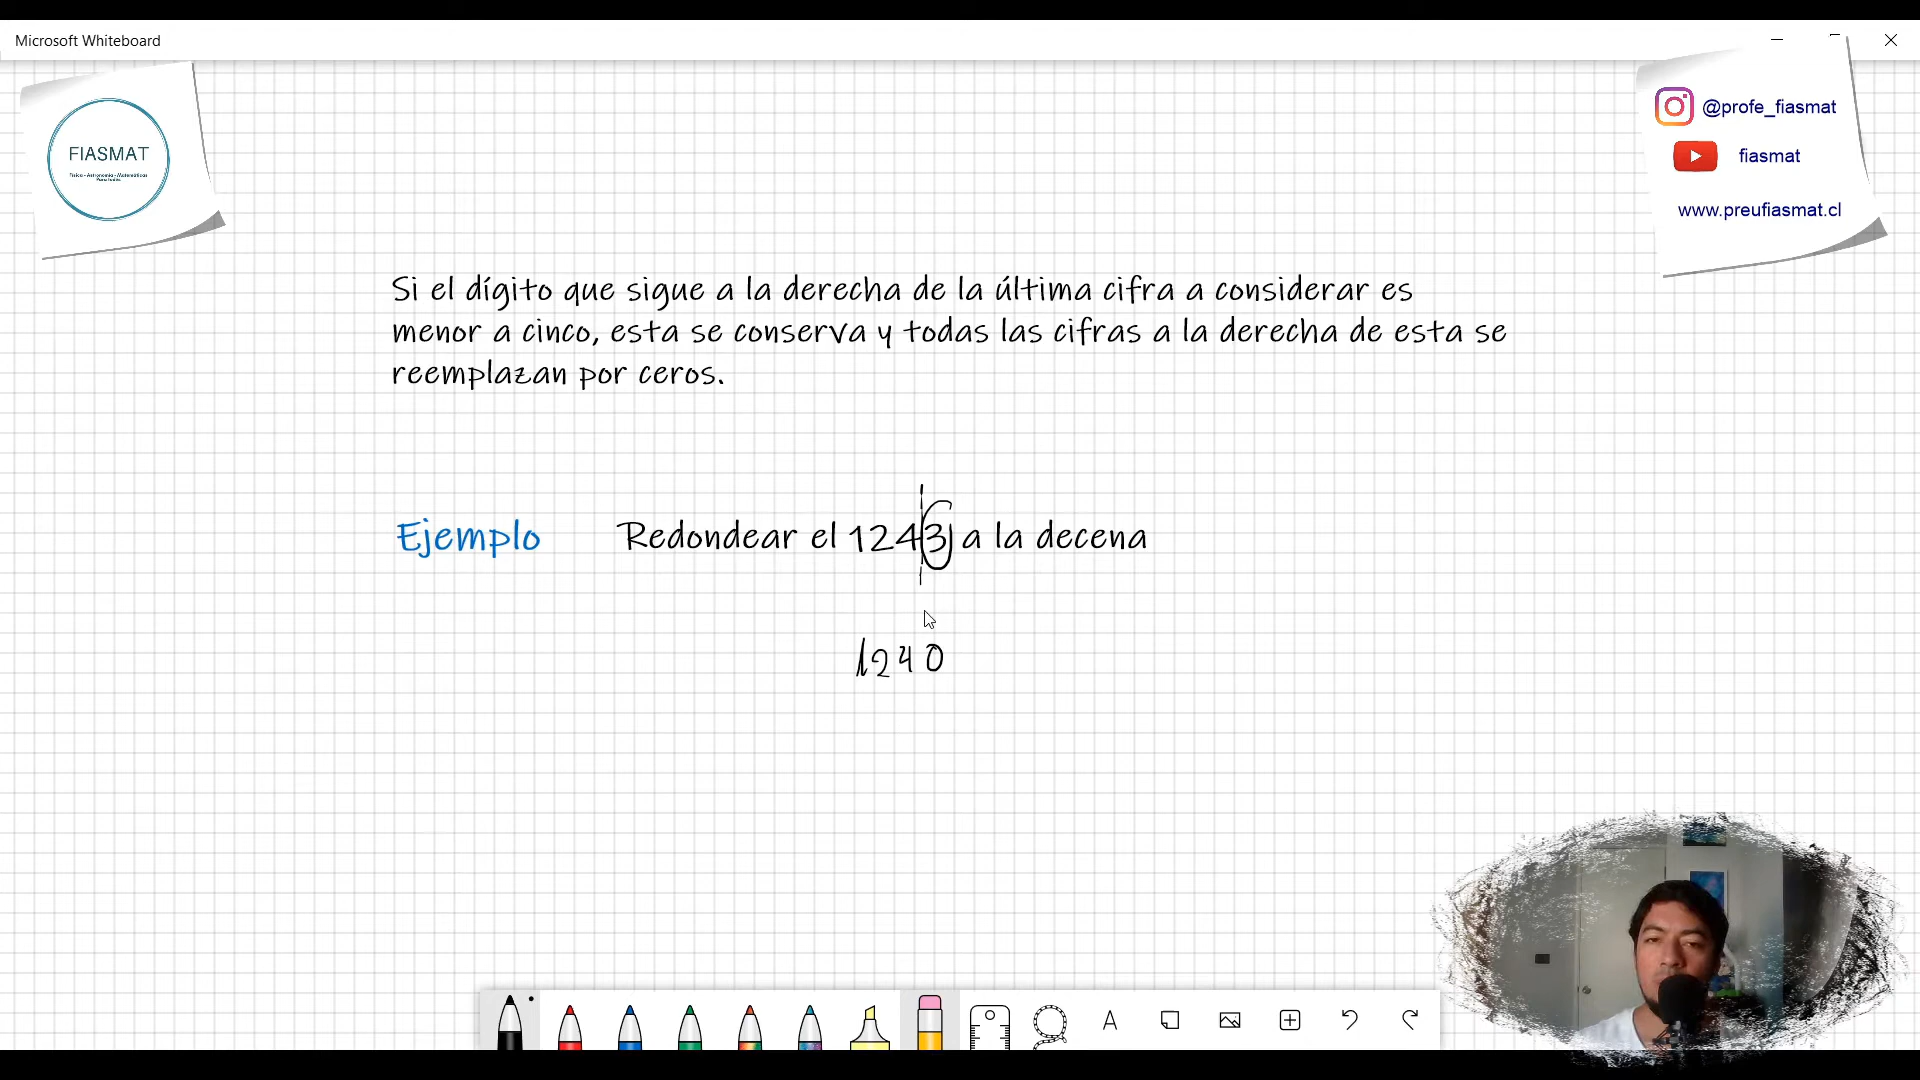 Microsoft Whiteboard
FIASMAT
@profe_fiasmat
fiasmat
www.preufiasmat.cl
Si el dígito que sigue a la derecha de la última cifra a considerar es
menor a cinco, esta se conserva y todas las cifras a la derecha de esta se
reemplazan por ceros.
Ejemplo Redondear el 1243 a la decena
1240